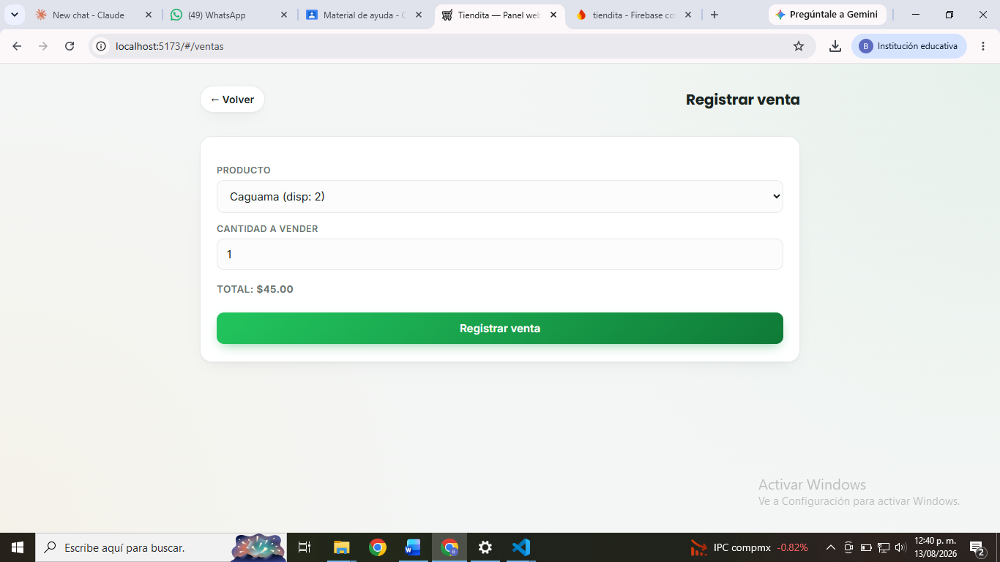 New chat - Claude
(49) WhatsApp
Material de ayuda - C
Tiendita — Panel web
tiendita - Firebase co
Pregúntale a Gemini
localhost:5173/#/ventas
B
Institución educativa
← Volver
Registrar venta
PRODUCTO
Caguama (disp: 2)
CANTIDAD A VENDER
1
TOTAL: $45.00
Registrar venta
Activar Windows
Ve a Configuración para activar Windows.
Escribe aquí para buscar.
IPC compmx -0.82%
12:40 p. m.
13/08/2026
2